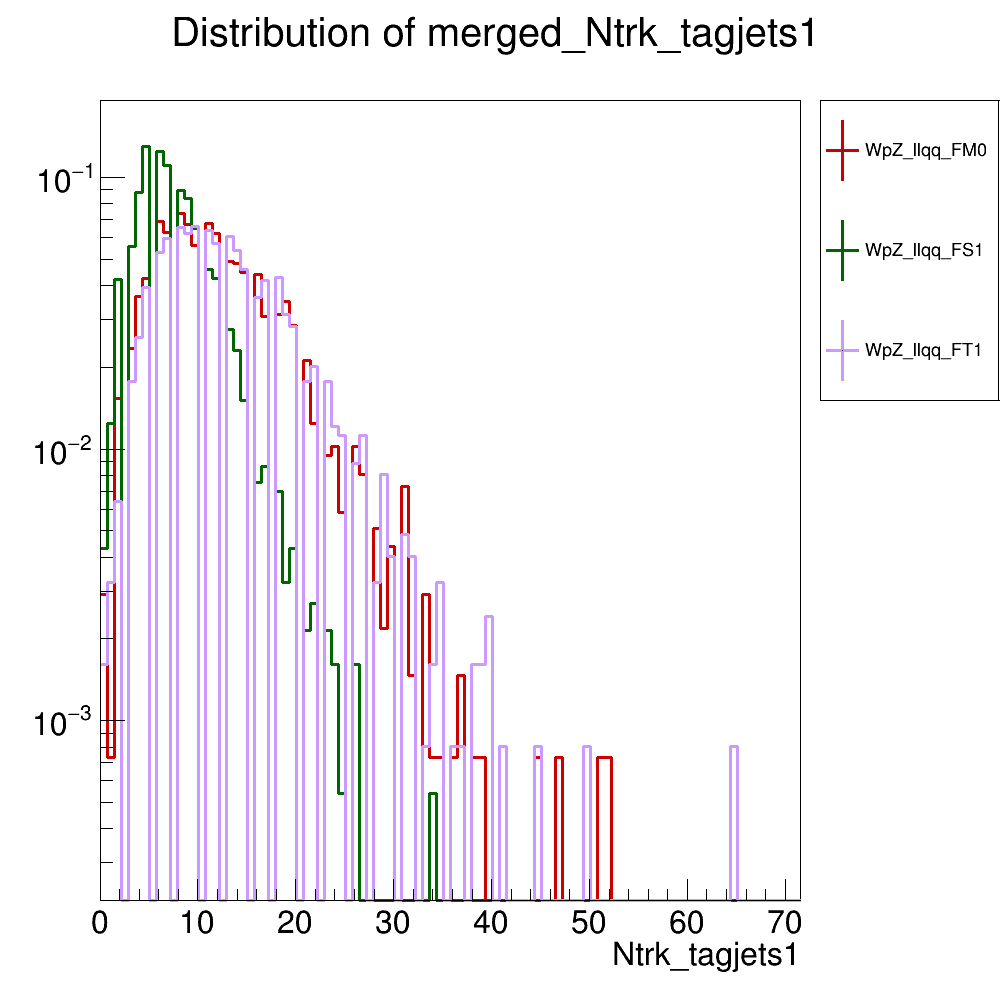 Distribution of merged_Ntrk_tagjets1
WpZ_llqq_FM0
WpZ_llqq_FS1
WpZ_llqq_FT1
10⁻¹
10⁻²
10⁻³
0 10 20 30 40 50 60 70
Ntrk_tagjets1